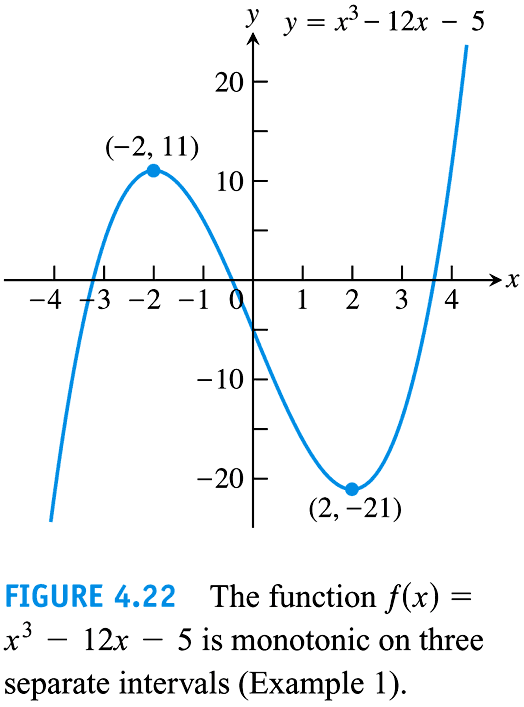 y
y = x³ − 12x − 5
20
(−2, 11)
10
x
−4 −3 −2 −1 0 1 2 3 4
−10
−20
(2, −21)
FIGURE 4.22 The function f(x) =
x³ − 12x − 5 is monotonic on three
separate intervals (Example 1).